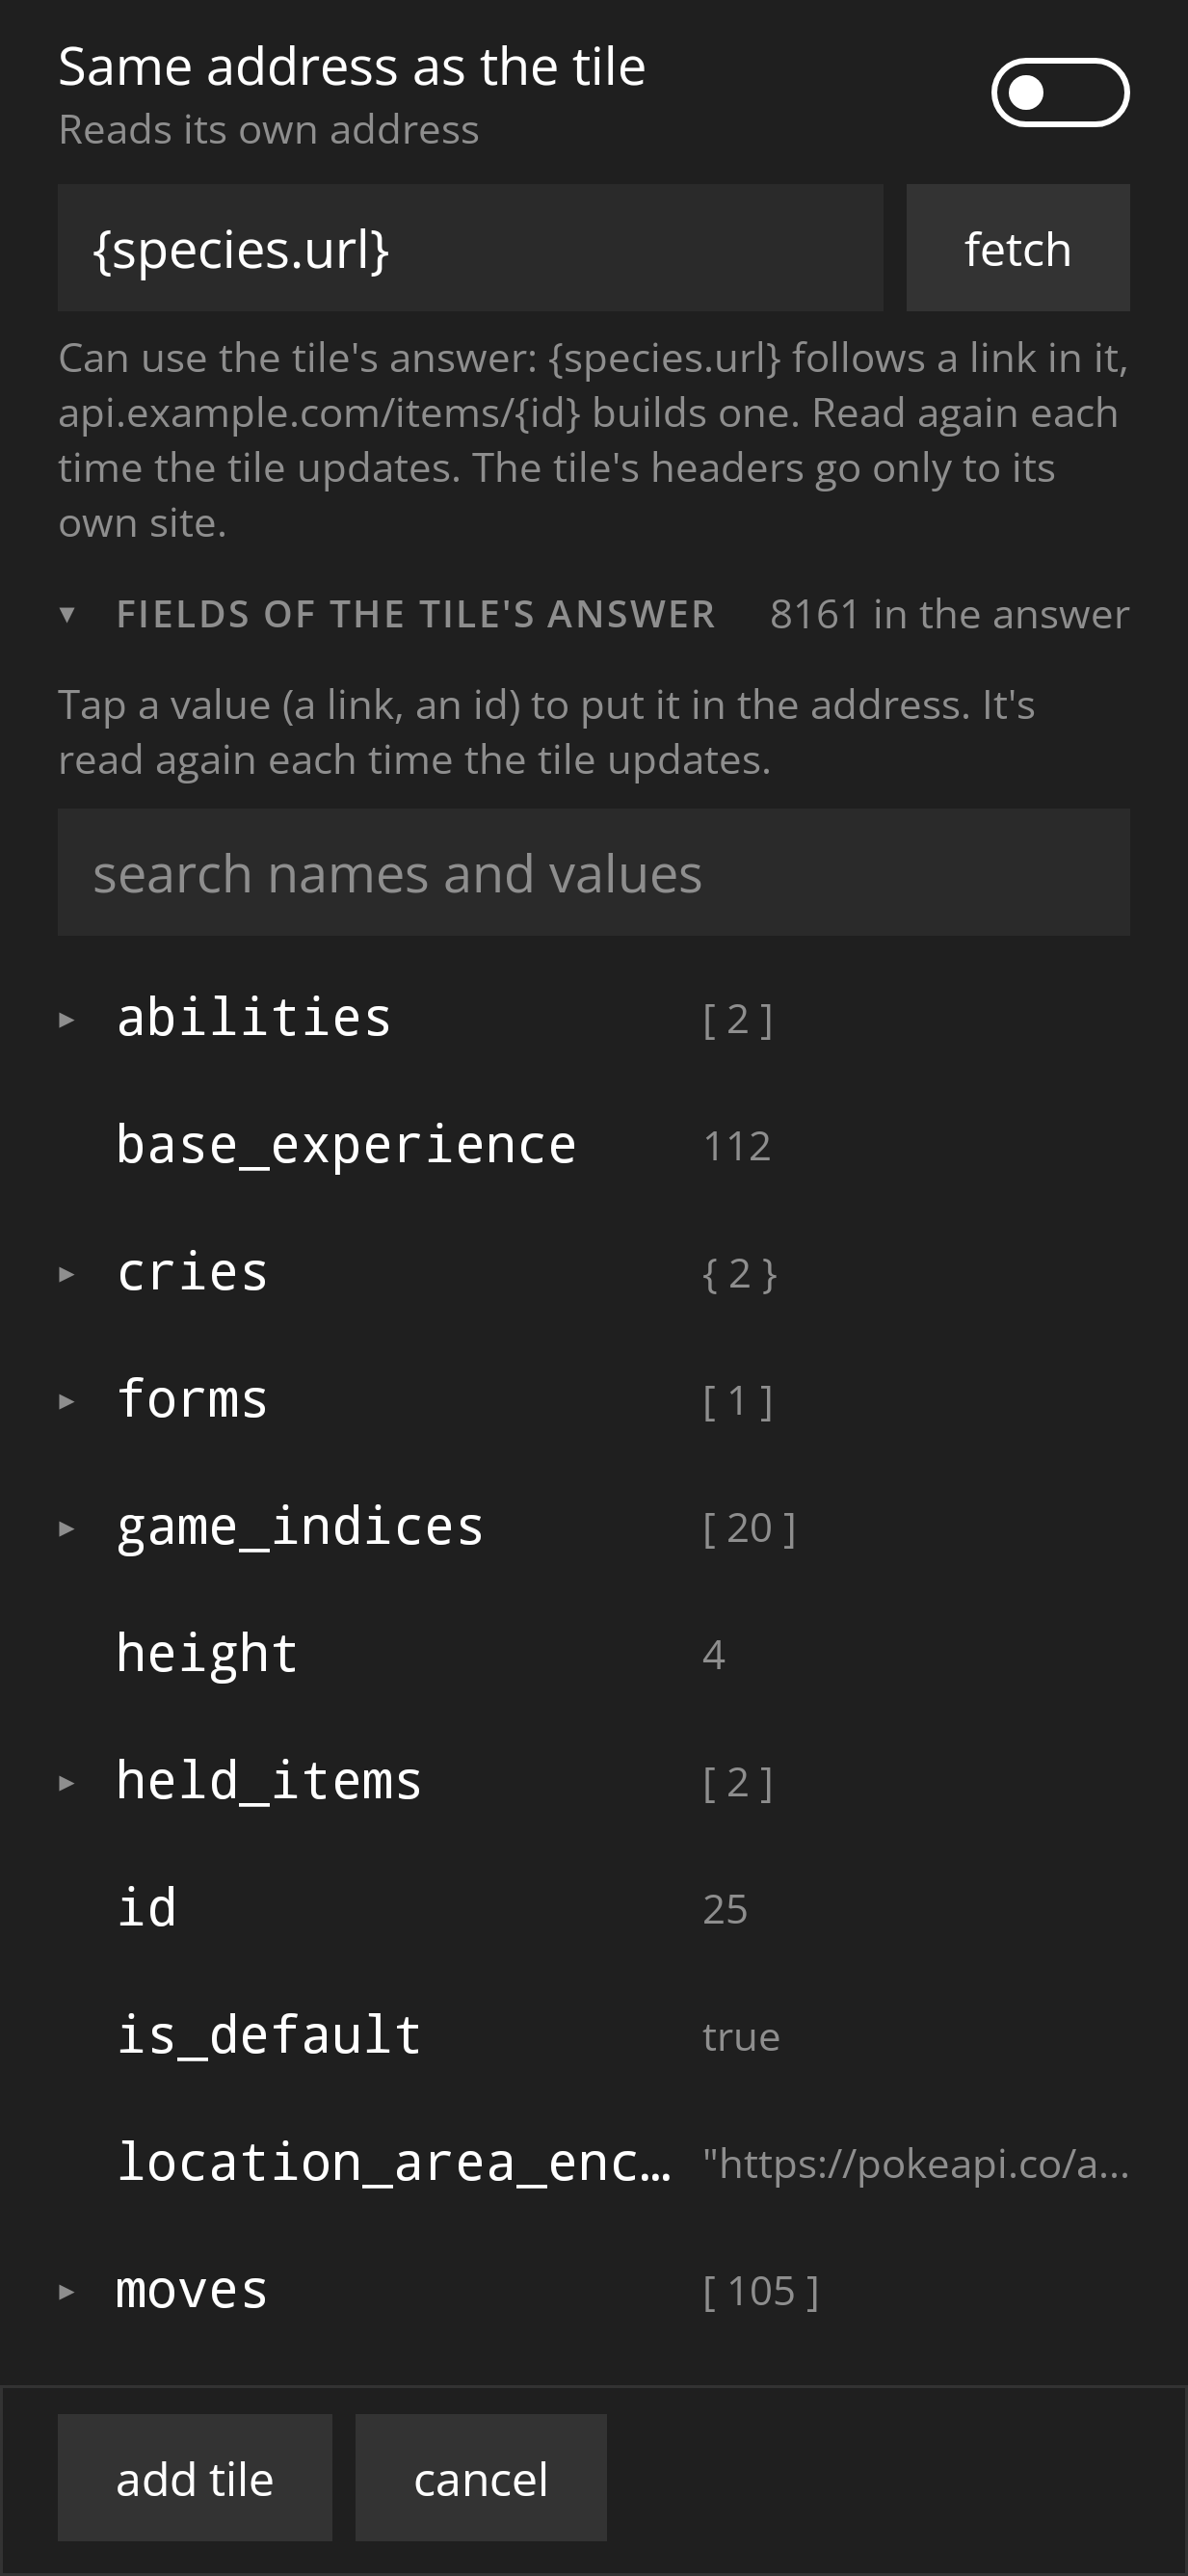 Same address as the tile
Reads its own address
{species.url}
fetch
Can use the tile's answer: {species.url} follows a link in it,
api.example.com/items/{id} builds one. Read again each
time the tile updates. The tile's headers go only to its
own site.
▾ FIELDS OF THE TILE'S ANSWER 8161 in the answer
Tap a value (a link, an id) to put it in the address. It's
read again each time the tile updates.
search names and values
▸ abilities [ 2 ]
base_experience 112
▸ cries { 2 }
▸ forms [ 1 ]
▸ game_indices [ 20 ]
height 4
▸ held_items [ 2 ]
id 25
is_default true
location_area_enc… "https://pokeapi.co/a…
▸ moves [ 105 ]
add tile
cancel